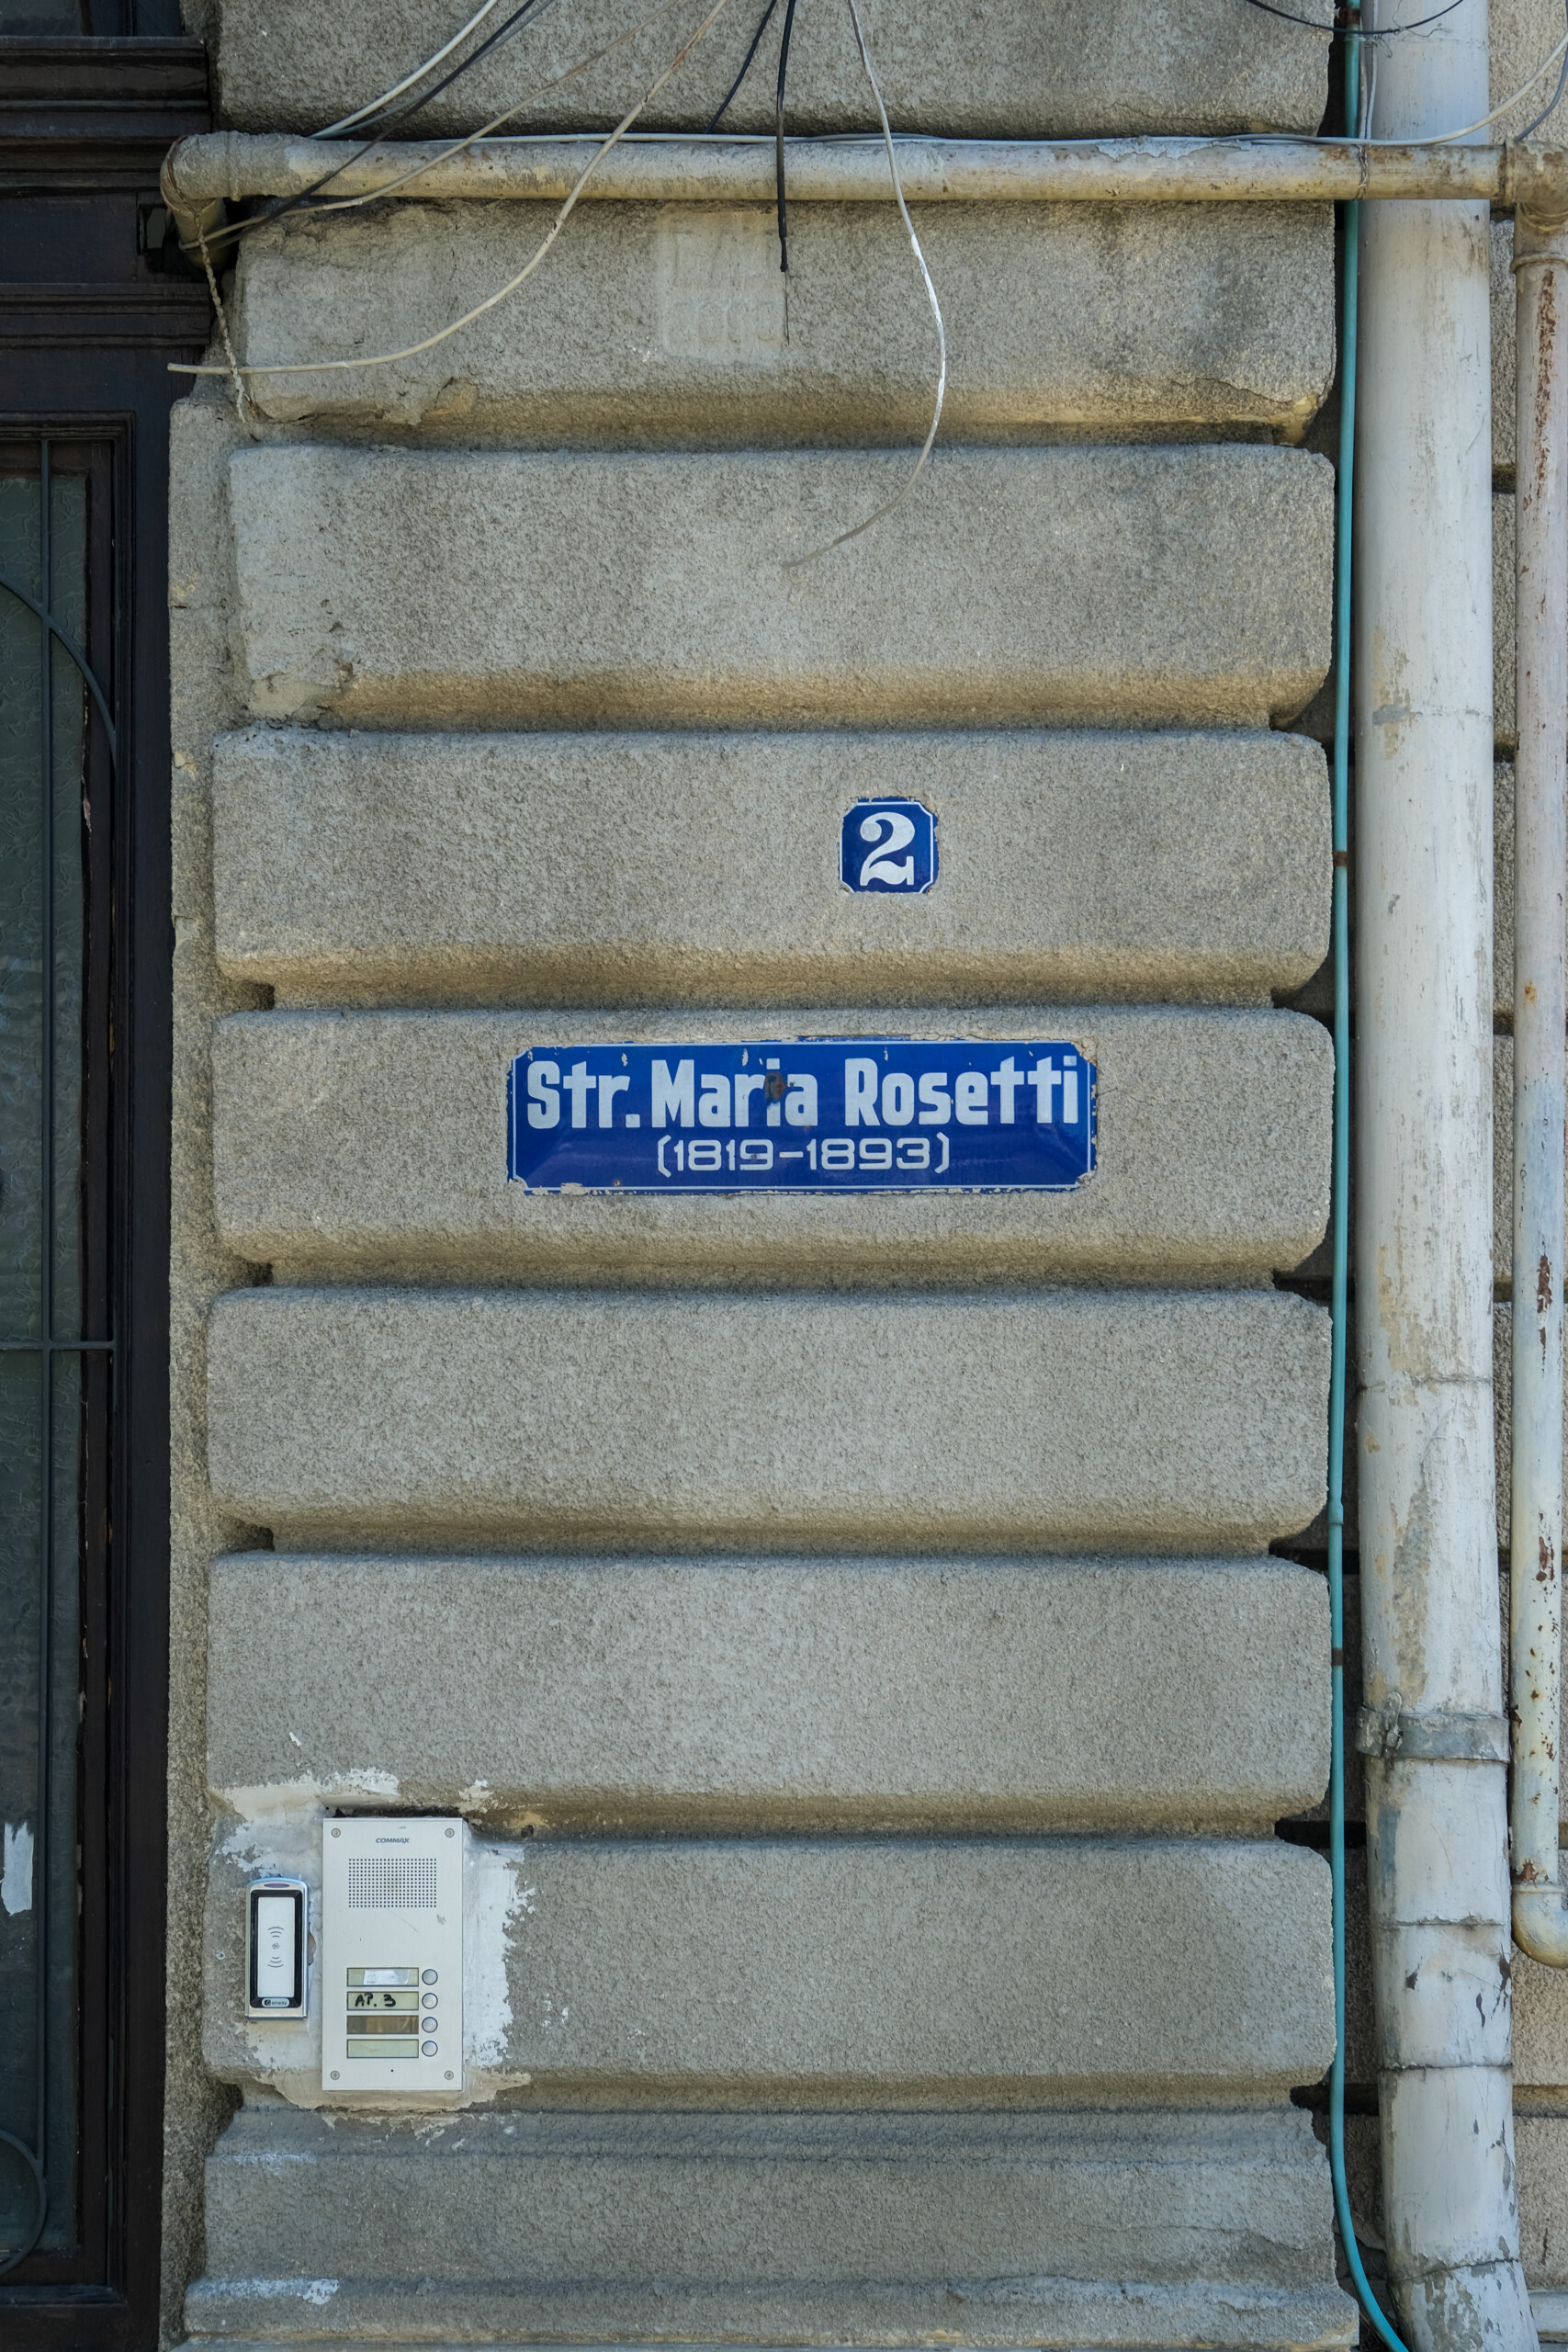 2
Str. Maria Rosetti
(1819-1893)
COMMAX
AP. 3